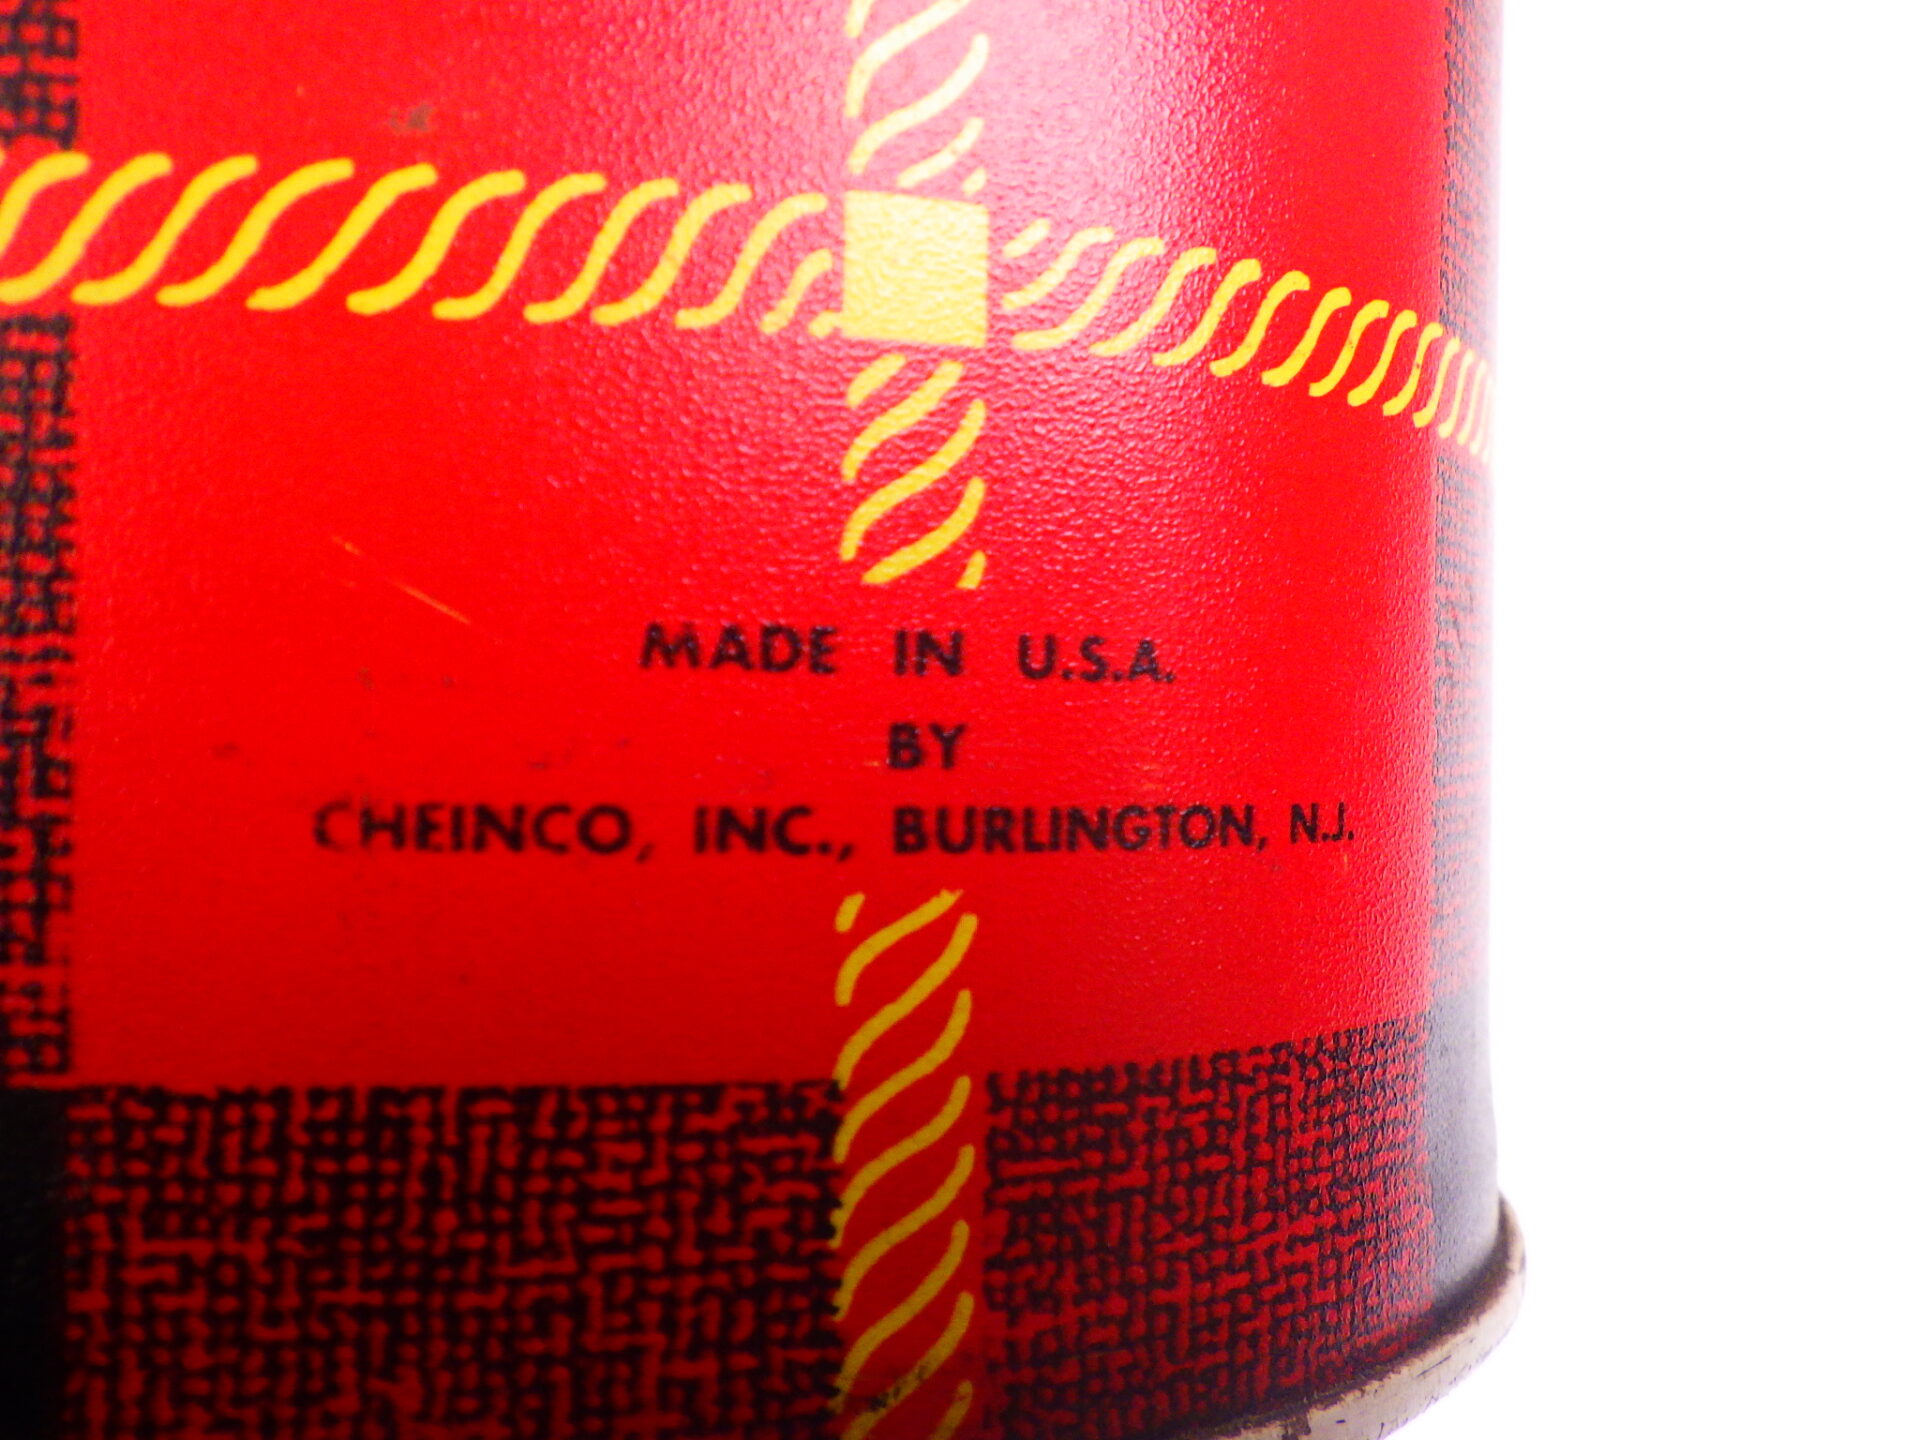 MADE IN U.S.A.
BY
CHEINCO, INC., BURLINGTON, N.J.